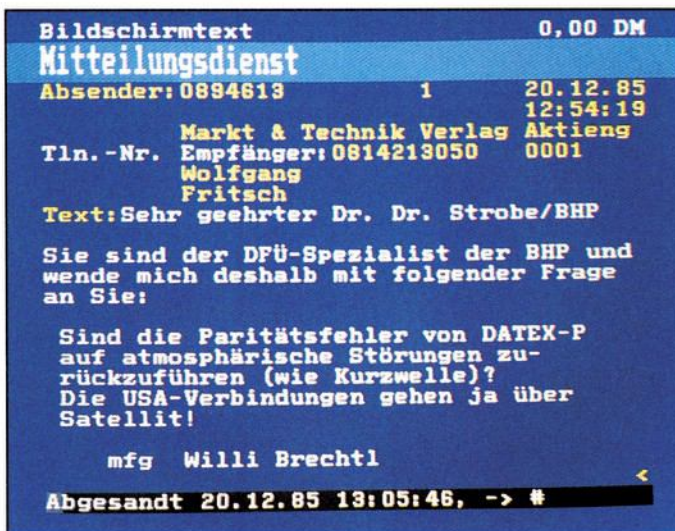 Bildschirmtext 0,00 DM
Mitteilungsdienst
Absender:0894613 1 20.12.85
12:54:19
Markt & Technik Verlag Aktieng
Tln.-Nr. Empfänger:0814213050 0001
Wolfgang
Fritsch
Text:Sehr geehrter Dr. Dr. Strobe/BHP
Sie sind der DFÜ-Spezialist der BHP und
wende mich deshalb mit folgender Frage
an Sie:
Sind die Paritätsfehler von DATEX-P
auf atmosphärische Störungen zu-
rückzuführen (wie Kurzwelle)?
Die USA-Verbindungen gehen ja über
Satellit!
mfg Willi Brechtl
<
Abgesandt 20.12.85 13:05:46, -> #